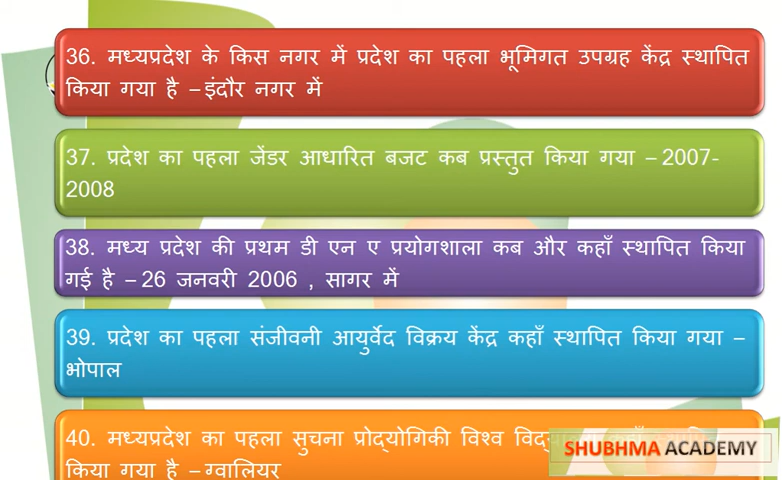 36. मध्यप्रदेश के किस नगर में प्रदेश का पहला भूमिगत उपग्रह केंद्र स्थापित
किया गया है – इंदौर नगर में
37. प्रदेश का पहला जेंडर आधारित बजट कब प्रस्तुत किया गया – 2007-
2008
38. मध्य प्रदेश की प्रथम डी एन ए प्रयोगशाला कब और कहाँ स्थापित किया
गई है – 26 जनवरी 2006 , सागर में
39. प्रदेश का पहला संजीवनी आयुर्वेद विक्रय केंद्र कहाँ स्थापित किया गया –
भोपाल
40. मध्यप्रदेश का पहला सुचना प्रोद्योगिकी विश्व
किया गया है – ग्वालियर
SHUBHMA ACADEMY